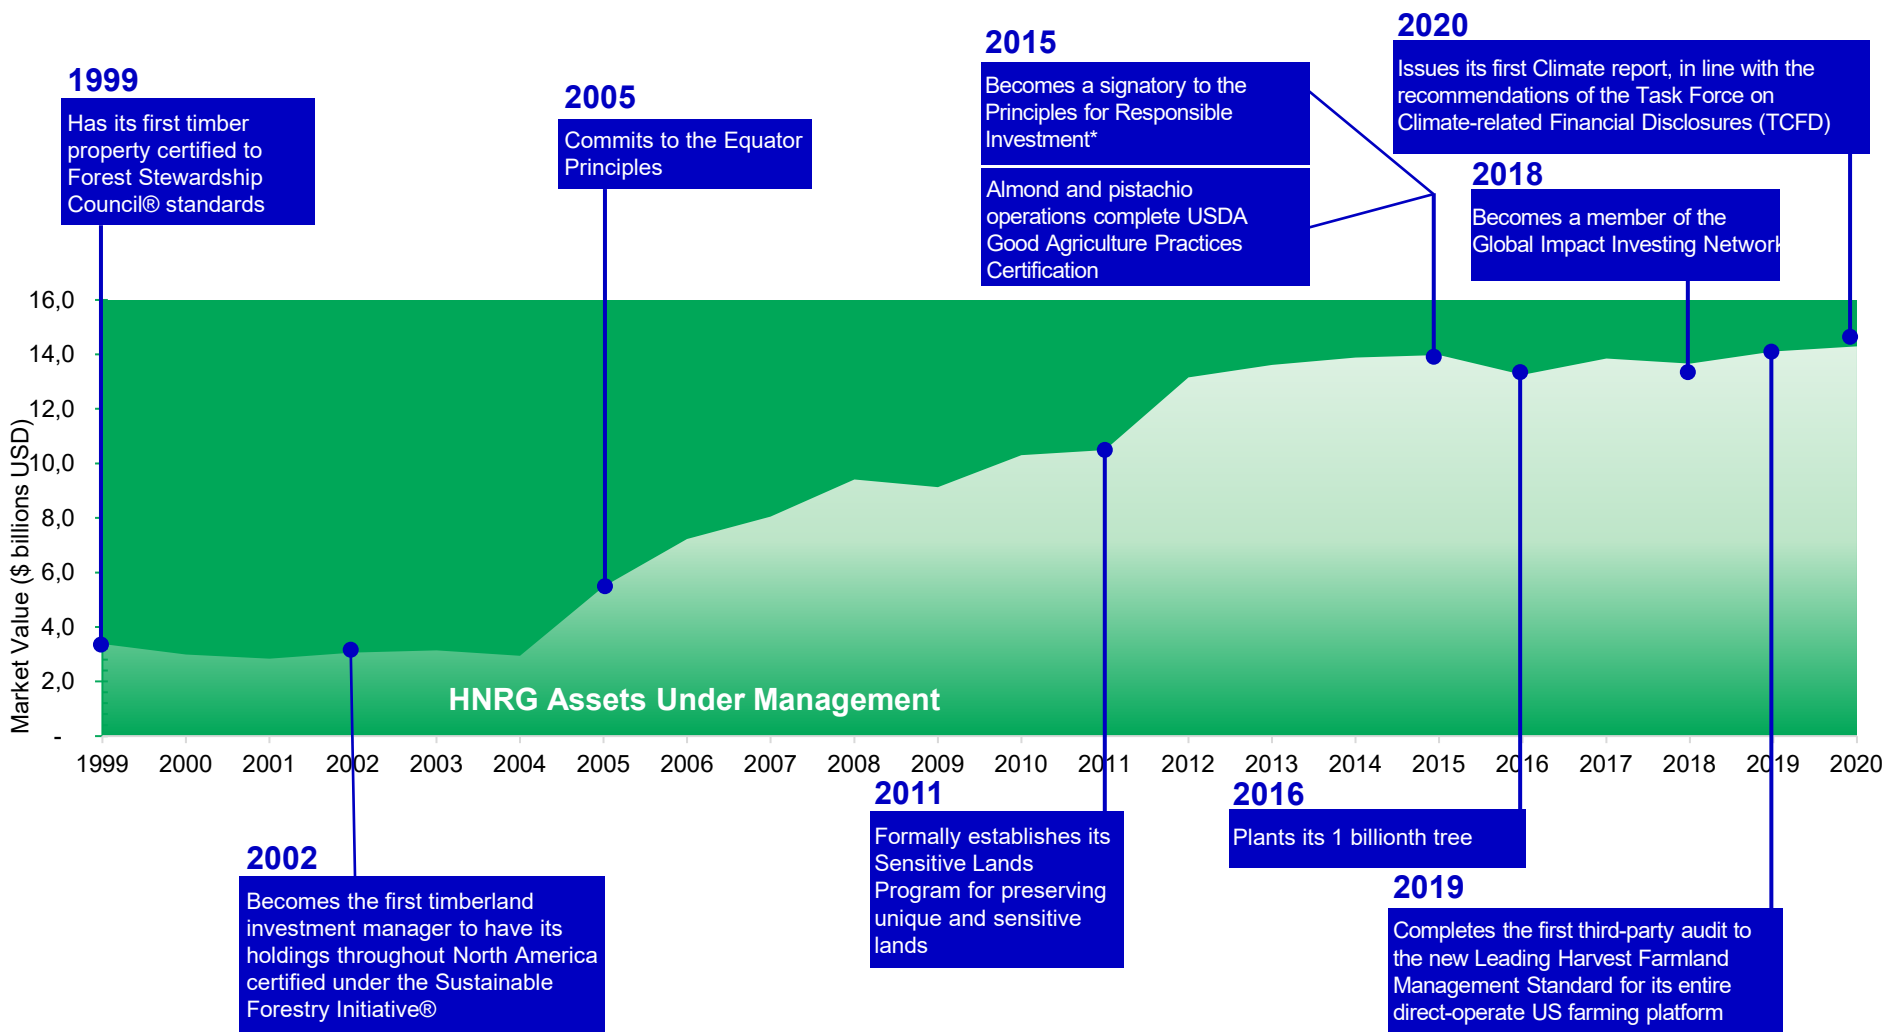 1999
Has its first timber
property certified to
Forest Stewardship
Council® standards
2005
Commits to the Equator
Principles
2015
Becomes a signatory to the
Principles for Responsible
Investment*
Almond and pistachio
operations complete USDA
Good Agriculture Practices
Certification
2020
Issues its first Climate report, in line with the
recommendations of the Task Force on
Climate-related Financial Disclosures (TCFD)
2018
Becomes a member of the
Global Impact Investing Network
Market Value ($ billions USD)
16,0
14,0
12,0
10,0
8,0
6,0
4,0
2,0
-
HNRG Assets Under Management
1999 2000 2001 2002 2003 2004 2005 2006 2007 2008 2009 2010 2011 2012 2013 2014 2015 2016 2017 2018 2019 2020
2002
Becomes the first timberland
investment manager to have its
holdings throughout North America
certified under the Sustainable
Forestry Initiative®
2011
Formally establishes its
Sensitive Lands
Program for preserving
unique and sensitive
lands
2016
Plants its 1 billionth tree
2019
Completes the first third-party audit to
the new Leading Harvest Farmland
Management Standard for its entire
direct-operate US farming platform